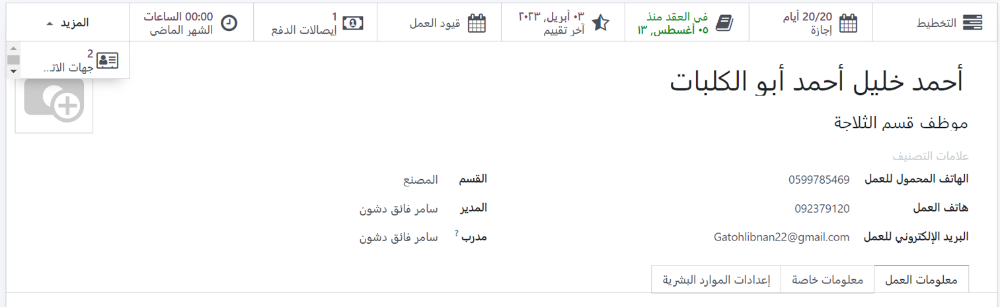 التخطيط
20/20 أيام
إجازة
في العقد منذ
٠٥ أغسطس, ١٣
٠٣ أبريل, ٢٠٢٣
آخر تقييم
قيود العمل
1
إيصالات الدفع
00:00 الساعات
الشهر الماضي
المزيد
2
جهات الات...
أحمد خليل أحمد أبو الكلبات
موظف قسم الثلاجة
علامات التصنيف
الهاتف المحمول للعمل 0599785469
هاتف العمل 092379120
البريد الإلكتروني للعمل Gatohlibnan22@gmail.com
القسم المصنع
المدير سامر فائق دشون
مدرب ? سامر فائق دشون
معلومات العمل
معلومات خاصة
إعدادات الموارد البشرية